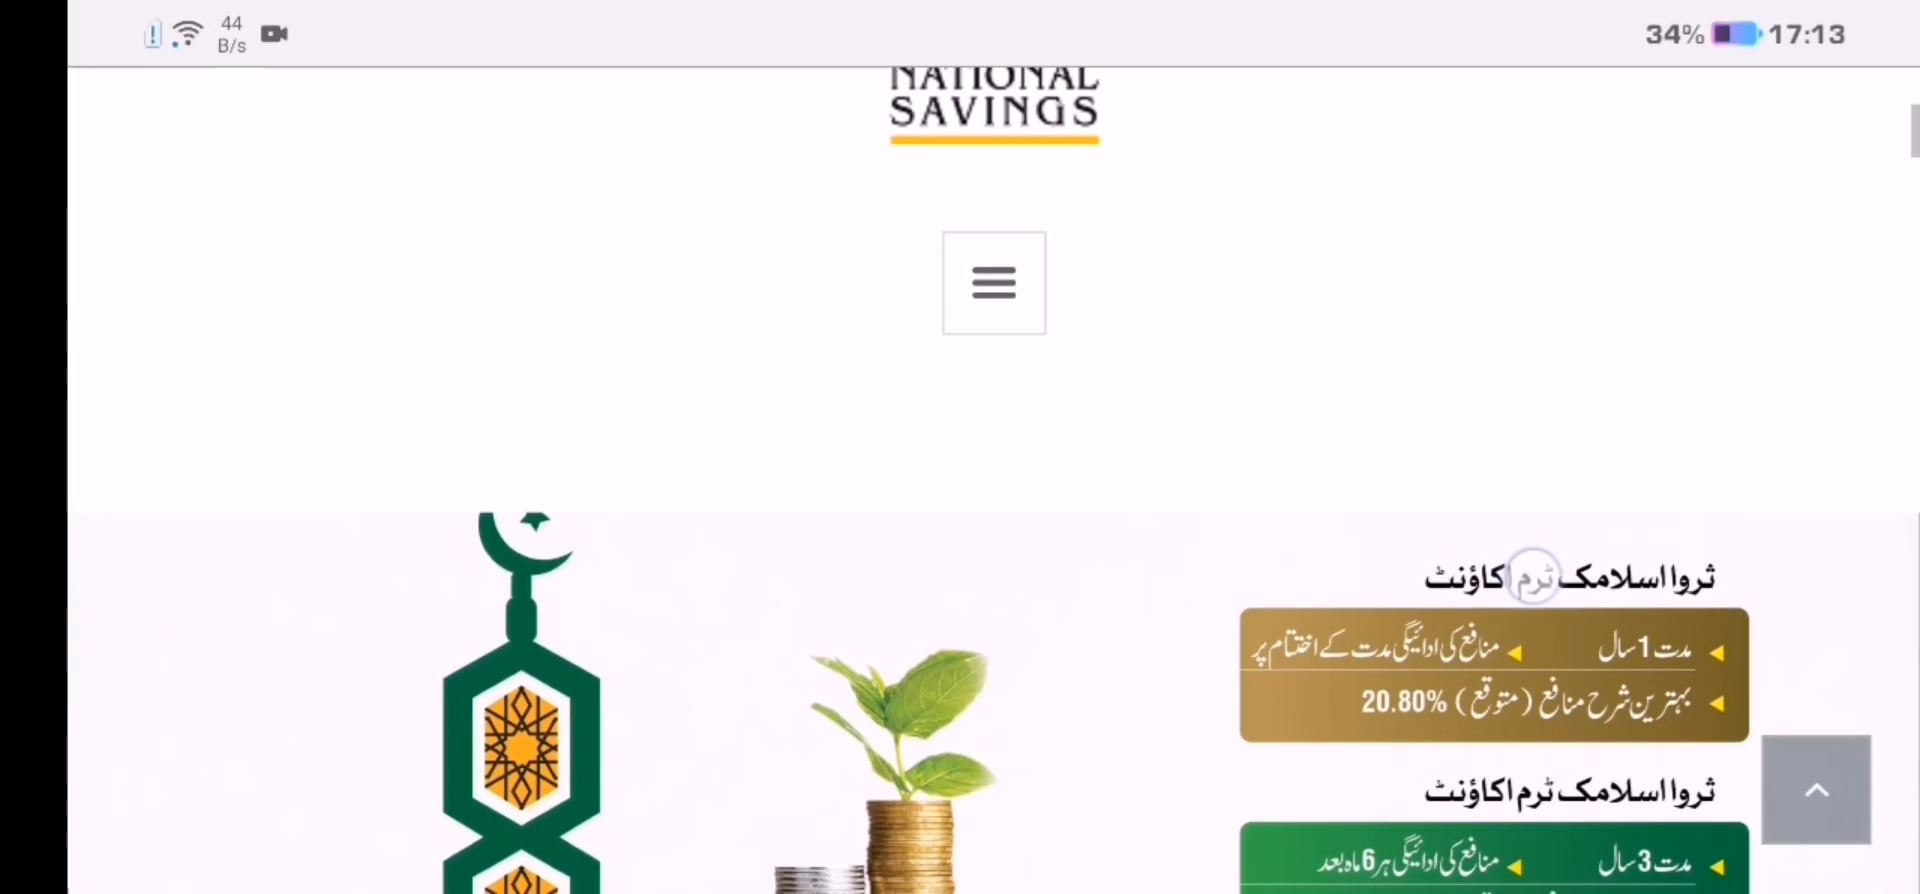 44
B/s
34%
17:13
NATIONAL
SAVINGS
ثروا اسلامک ٹرم اکاؤنٹ
مدت 1 سال
منافع کی ادائیگی مدت کے اختتام پر
بہترین شرح منافع (متوقع) 20.80%
ثروا اسلامک ٹرم اکاؤنٹ
مدت 3 سال
منافع کی ادائیگی ہر 6 ماہ بعد